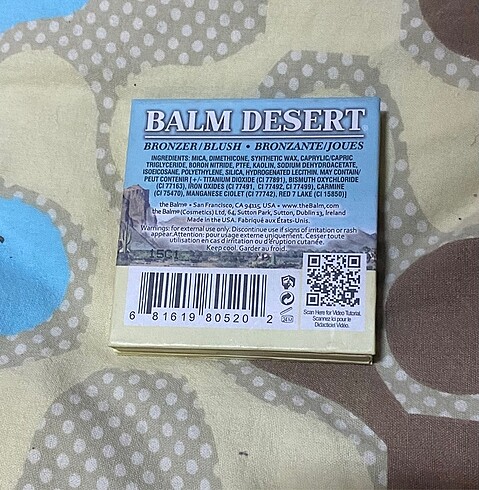 BALM DESERT
BRONZER/BLUSH • BRONZANTE/JOUES
INGREDIENTS: MICA, DIMETHICONE, SYNTHETIC WAX, CAPRYLIC/CAPRIC
TRIGLYCERIDE, BORON NITRIDE, PTFE, KAOLIN, SODIUM DEHYDROACETATE,
ISOEICOSANE, POLYETHYLENE, SILICA, HYDROGENATED LECITHIN. MAY CONTAIN/
PEUT CONTENIR [+/- TITANIUM DIOXIDE (CI 77891), BISMUTH OXYCHLORIDE
(CI 77163), IRON OXIDES (CI 77491, CI 77492, CI 77499), CARMINE
(CI 75470), MANGANESE VIOLET (CI 77742), RED 7 LAKE (CI 15850)]
the Balm® • San Francisco, CA 94115, USA • www.theBalm.com
the Balm® (Cosmetics) Ltd, 64, Sutton Park, Sutton, Dublin 13, Ireland
Made in the USA. Fabriqué aux États-Unis.
Warnings: for external use only. Discontinue use if signs of irritation or rash
appear. Attention: pour usage externe uniquement. Cesser toute
utilisation en cas d'irritation ou d'éruption cutanée.
Keep cool. Garder au froid.
15C1
6 81619 80520 2
24M
Scan Here for Video Tutorial.
Scannez ici pour le
Didacticiel Vidéo.